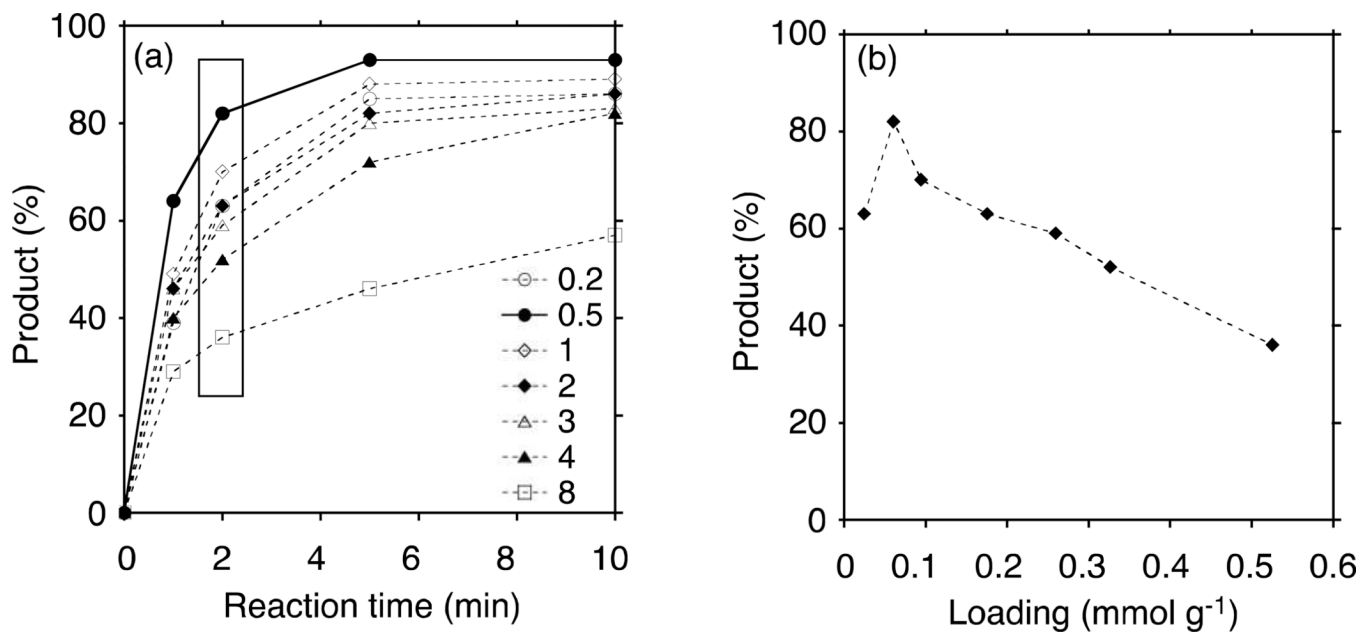 (a)
Product (%)
100
80
60
40
20
0
0 2 4 6 8 10
Reaction time (min)
0.2
0.5
1
2
3
4
8
(b)
Product (%)
100
80
60
40
20
0
0 0.1 0.2 0.3 0.4 0.5 0.6
Loading (mmol g-1)